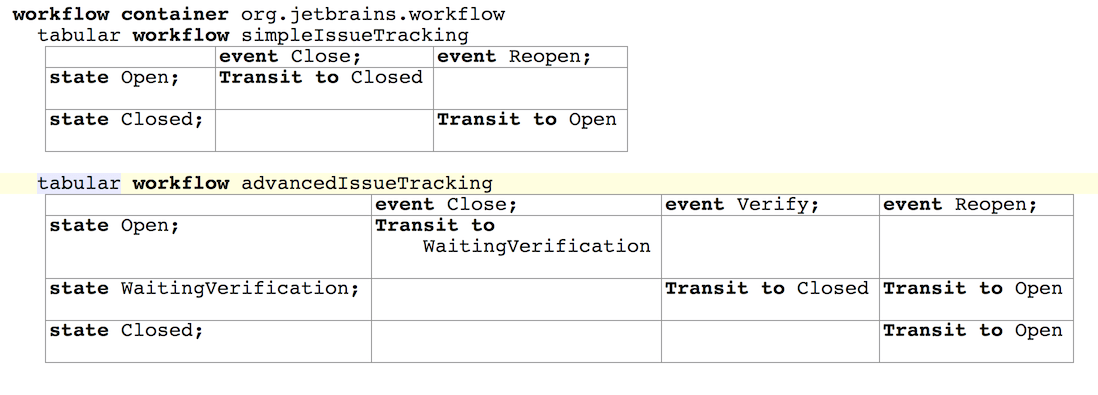 workflow container org.jetbrains.workflow
tabular workflow simpleIssueTracking
event Close; event Reopen;
state Open; Transit to Closed
state Closed; Transit to Open
tabular workflow advancedIssueTracking
event Close; event Verify; event Reopen;
state Open; Transit to
WaitingVerification
state WaitingVerification; Transit to Closed Transit to Open
state Closed; Transit to Open